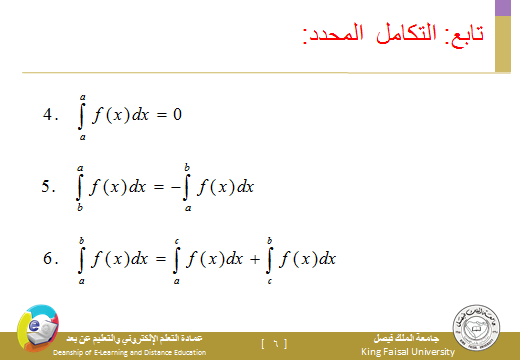 تابع: التكامل المحدد:
4. ∫_a^a f(x)dx = 0
5. ∫_b^a f(x)dx = −∫_a^b f(x)dx
6. ∫_a^b f(x)dx = ∫_a^c f(x)dx + ∫_c^b f(x)dx
عمادة التعلم الإلكتروني والتعليم عن بعد
Deanship of E-Learning and Distance Education
[ ٦ ]
جامعة الملك فيصل
King Faisal University